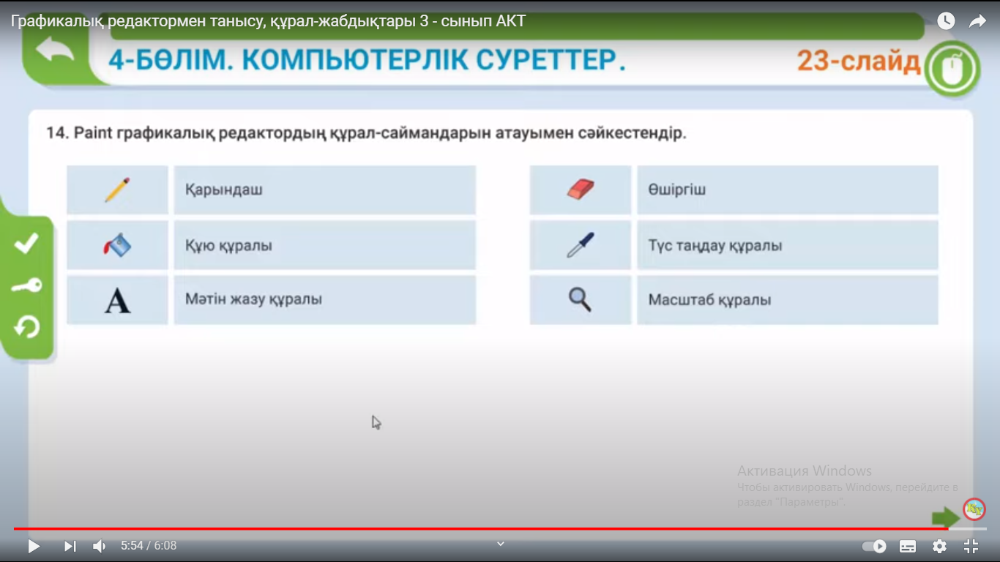 Графикалық редактормен танысу, құрал-жабдықтары 3 - сынып АКТ
4-БӨЛІМ. КОМПЬЮТЕРЛІК СУРЕТТЕР.
23-слайд
14. Paint графикалық редактордың құрал-саймандарын атауымен сәйкестендір.
Қарындаш
Өшіргіш
Құю құралы
Түс таңдау құралы
A
Мәтін жазу құралы
Масштаб құралы
Активация Windows
Чтобы активировать Windows, перейдите в
раздел "Параметры".
5:54 / 6:08